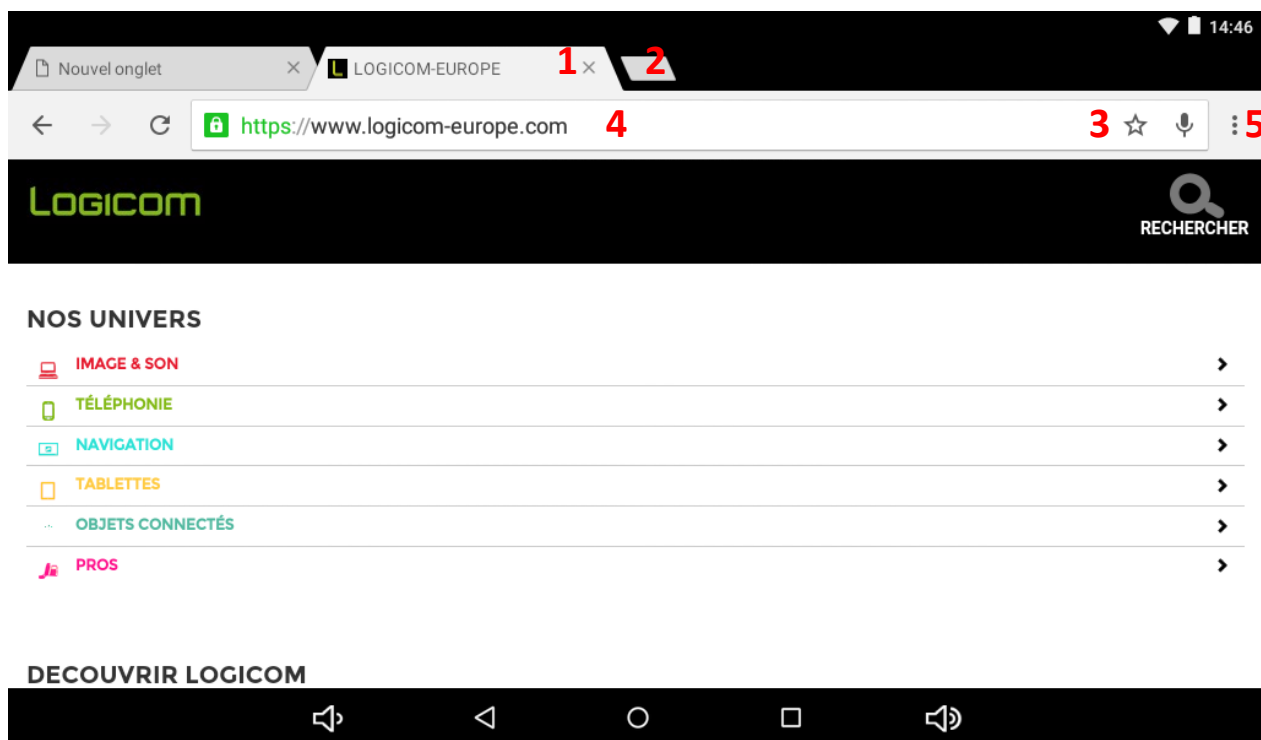 14:46
Nouvel onglet LOGICOM-EUROPE 1 2
https://www.logicom-europe.com 4 3 5
LOGICOM
RECHERCHER
NOS UNIVERS
IMAGE & SON
TÉLÉPHONIE
NAVIGATION
TABLETTES
OBJETS CONNECTÉS
PROS
DECOUVRIR LOGICOM